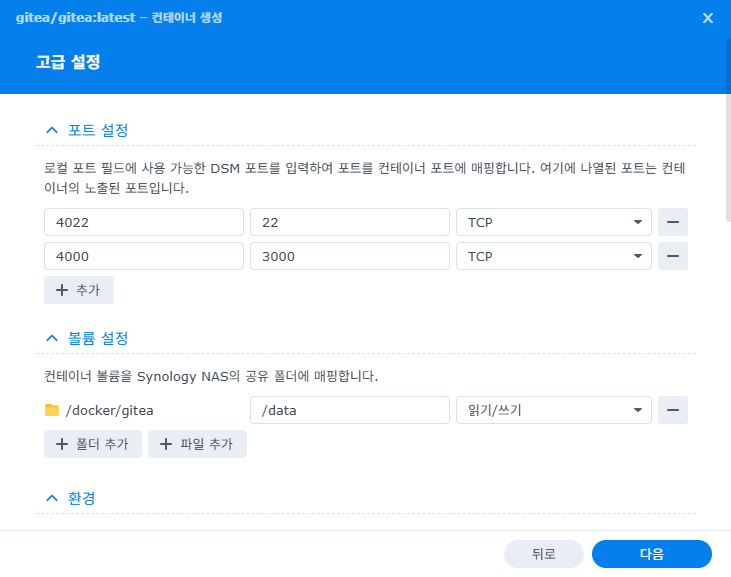 gitea/gitea:latest – 컨테이너 생성
고급 설정
포트 설정
로컬 포트 필드에 사용 가능한 DSM 포트를 입력하여 포트를 컨테이너 포트에 매핑합니다. 여기에 나열된 포트는 컨테
이너의 노출된 포트입니다.
4022 22 TCP
4000 3000 TCP
추가
볼륨 설정
컨테이너 볼륨을 Synology NAS의 공유 폴더에 매핑합니다.
/docker/gitea /data 읽기/쓰기
폴더 추가 파일 추가
환경
뒤로 다음